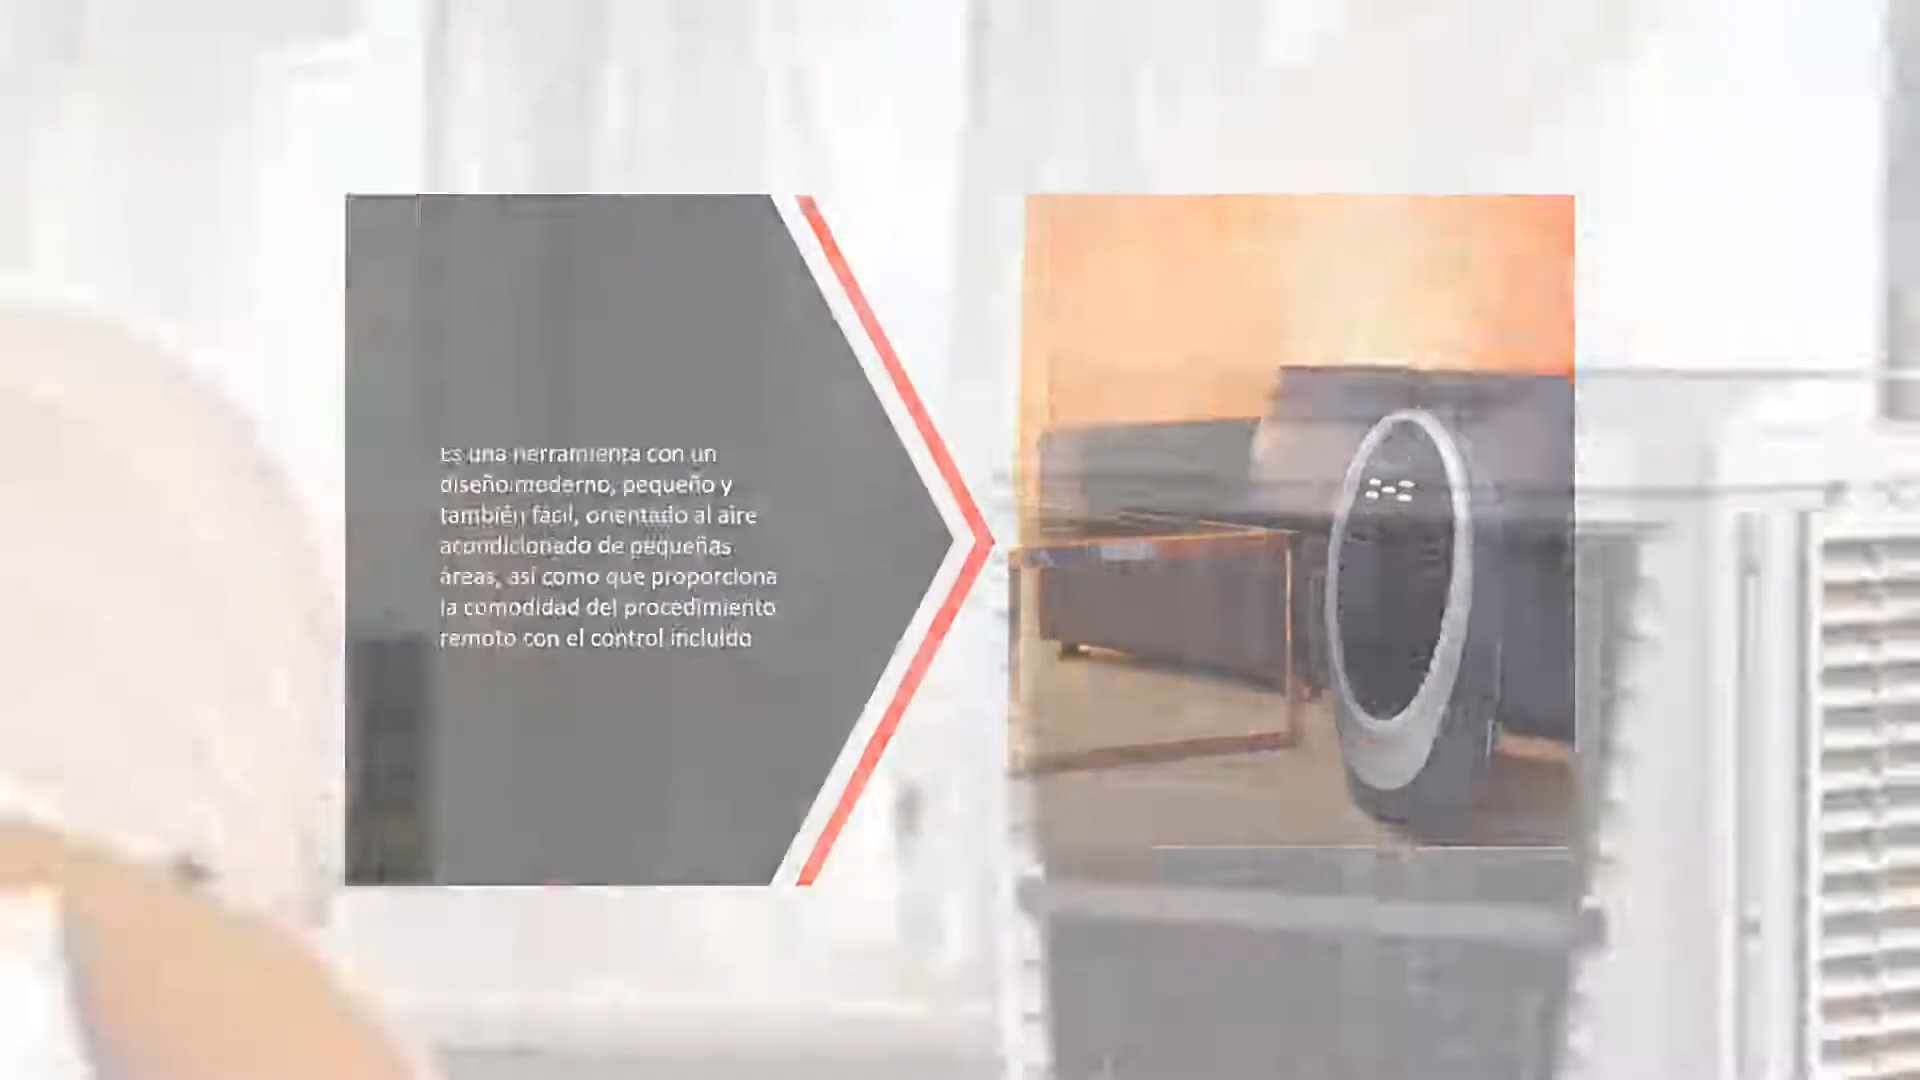 Es una herramienta con un
diseño moderno, pequeño y
también fácil, orientado al aire
acondicionado de pequeñas
áreas, así como que proporciona
la comodidad del procedimiento
remoto con el control incluido